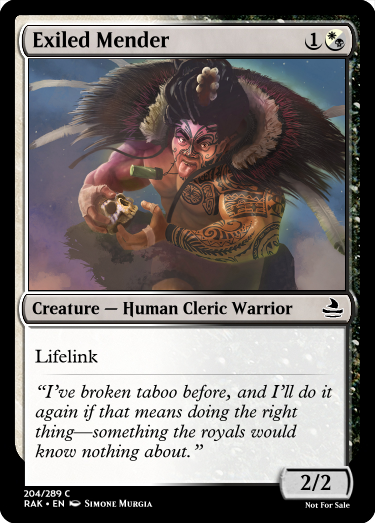 Exiled Mender 1
Creature — Human Cleric Warrior
Lifelink
“I’ve broken taboo before, and I’ll do it
again if that means doing the right
thing—something the royals would
know nothing about.”
2/2
204/289 C
RAK • EN Simone Murgia
Not For Sale